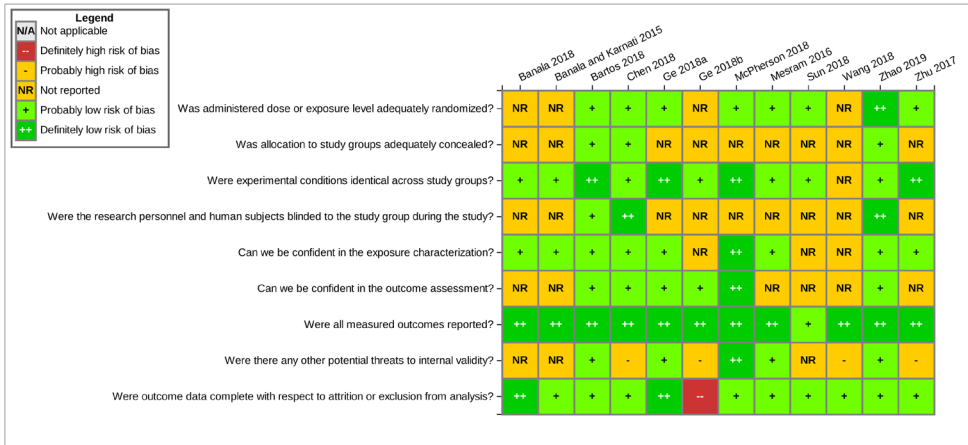 Legend
N/A Not applicable
-- Definitely high risk of bias
- Probably high risk of bias
NR Not reported
+ Probably low risk of bias
++ Definitely low risk of bias
Banala 2018
Banala and Karnati 2015
Bartos 2018
Chen 2018
Ge 2018a
Ge 2018b
McPherson 2018
Mesram 2016
Sun 2018
Wang 2018
Zhao 2019
Zhu 2017
Was administered dose or exposure level adequately randomized? NR NR + + + NR + + + NR ++ +
Was allocation to study groups adequately concealed? NR NR + + NR NR NR NR NR NR + NR
Were experimental conditions identical across study groups? + + ++ + ++ + ++ + + NR + ++
Were the research personnel and human subjects blinded to the study group during the study? NR NR + ++ NR NR NR NR NR NR ++ NR
Can we be confident in the exposure characterization? + + + + + NR ++ + NR NR + +
Can we be confident in the outcome assessment? NR NR + + + + ++ NR NR NR + NR
Were all measured outcomes reported? ++ ++ ++ ++ ++ ++ ++ ++ + ++ ++ ++
Were there any other potential threats to internal validity? NR NR + - + - ++ + NR - + -
Were outcome data complete with respect to attrition or exclusion from analysis? ++ + + + ++ -- + + + + + +